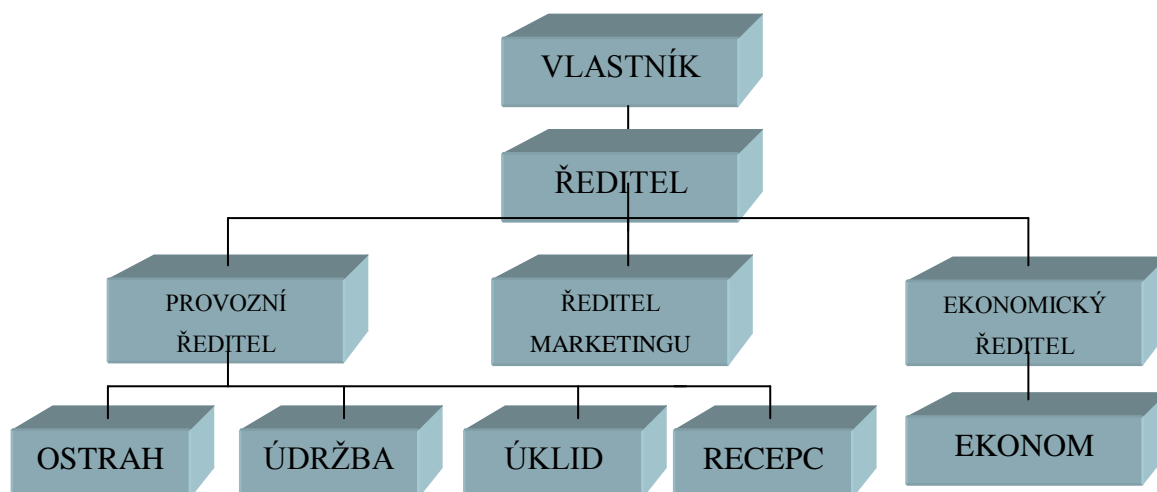 VLASTNÍK
ŘEDITEL
PROVOZNÍ
ŘEDITEL
ŘEDITEL
MARKETINGU
EKONOMICKÝ
ŘEDITEL
OSTRAH
ÚDRŽBA
ÚKLID
RECEPC
EKONOM